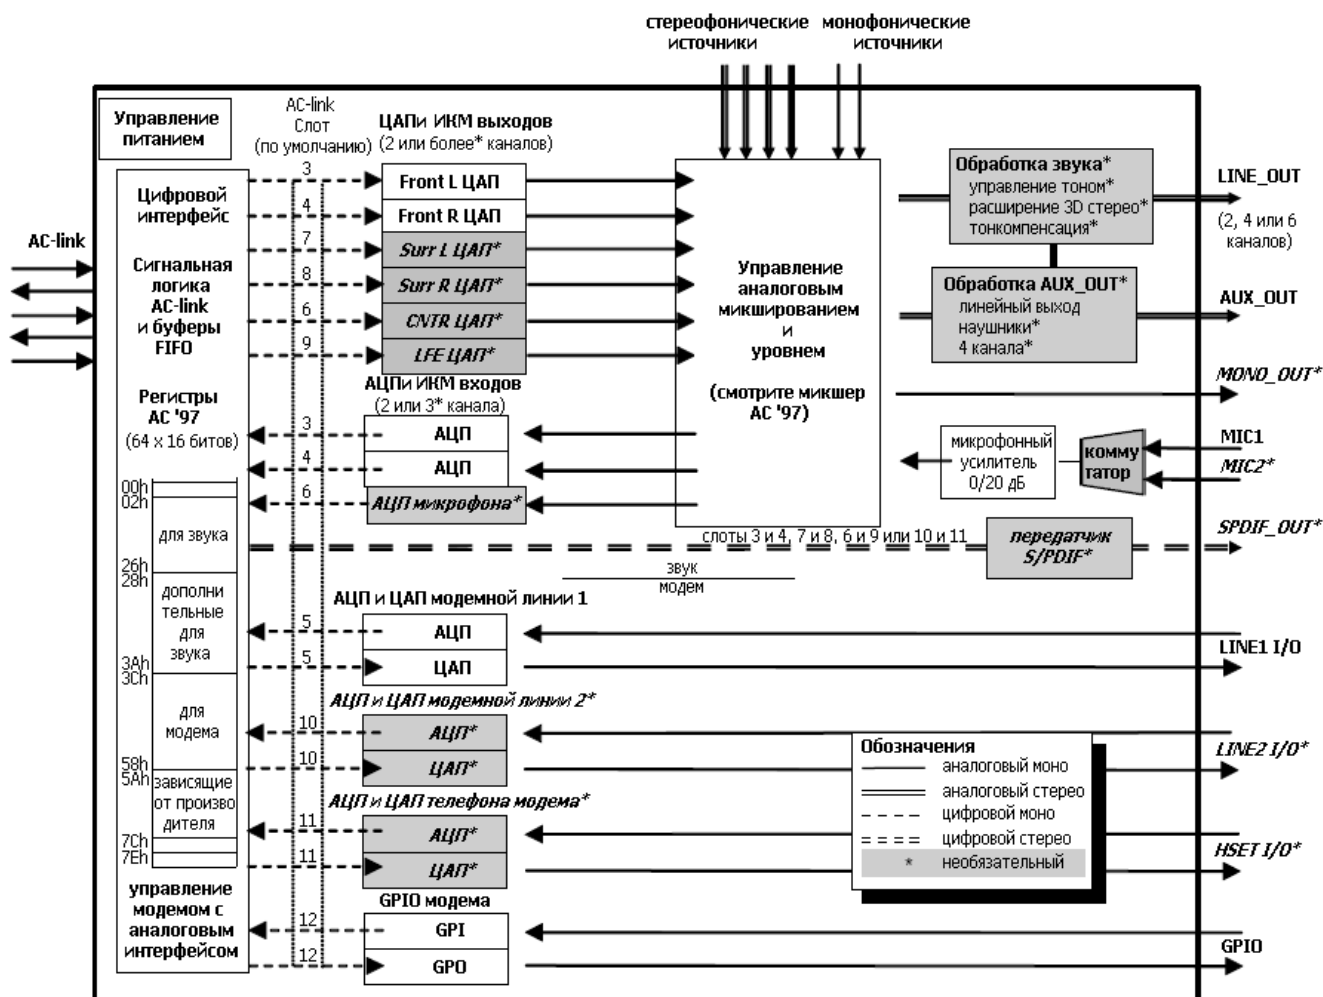 стереофонические
источники
монофонические
источники
Управление
питанием
AC-link
Слот
(по умолчанию)
ЦАПи ИКМ выходов
(2 или более* каналов)
Цифровой
интерфейс
Сигнальная
логика
AC-link
и буферы
FIFO
Регистры
AC '97
(64 x 16 битов)
AC-link
3
4
7
8
6
9
Front L ЦАП
Front R ЦАП
Surr L ЦАП*
Surr R ЦАП*
CNTR ЦАП*
LFE ЦАП*
АЦПи ИКМ входов
(2 или 3* канала)
3
4
6
АЦП
АЦП
АЦП микрофона*
Управление
аналоговым
микшированием
и
уровнем
(смотрите микшер
AC '97)
Обработка звука*
управление тоном*
расширение 3D стерео*
тонкомпенсация*
Обработка AUX_OUT*
линейный выход
наушники*
4 канала*
LINE_OUT
(2, 4 или 6
каналов)
AUX_OUT
MONO_OUT*
микрофонный
усилитель
0/20 дБ
комму
татор
MIC1
MIC2*
слоты 3 и 4, 7 и 8, 6 и 9 или 10 и 11
передатчик
S/PDIF*
SPDIF_OUT*
звук
модем
00h
02h
для звука
26h
28h
дополни
тельные
для
звука
3Ah
3Ch
для
модема
58h
5Ah
зависящие
от произво
дителя
7Ch
7Eh
управление
модемом с
аналоговым
интерфейсом
АЦП и ЦАП модемной линии 1
5
5
АЦП
ЦАП
LINE1 I/O
АЦП и ЦАП модемной линии 2*
10
10
АЦП*
ЦАП*
LINE2 I/O*
АЦП и ЦАП телефона модема*
11
11
АЦП*
ЦАП*
HSET I/O*
GPIO модема
12
12
GPI
GPO
GPIO
Обозначения
аналоговый моно
аналоговый стерео
цифровой моно
цифровой стерео
* необязательный